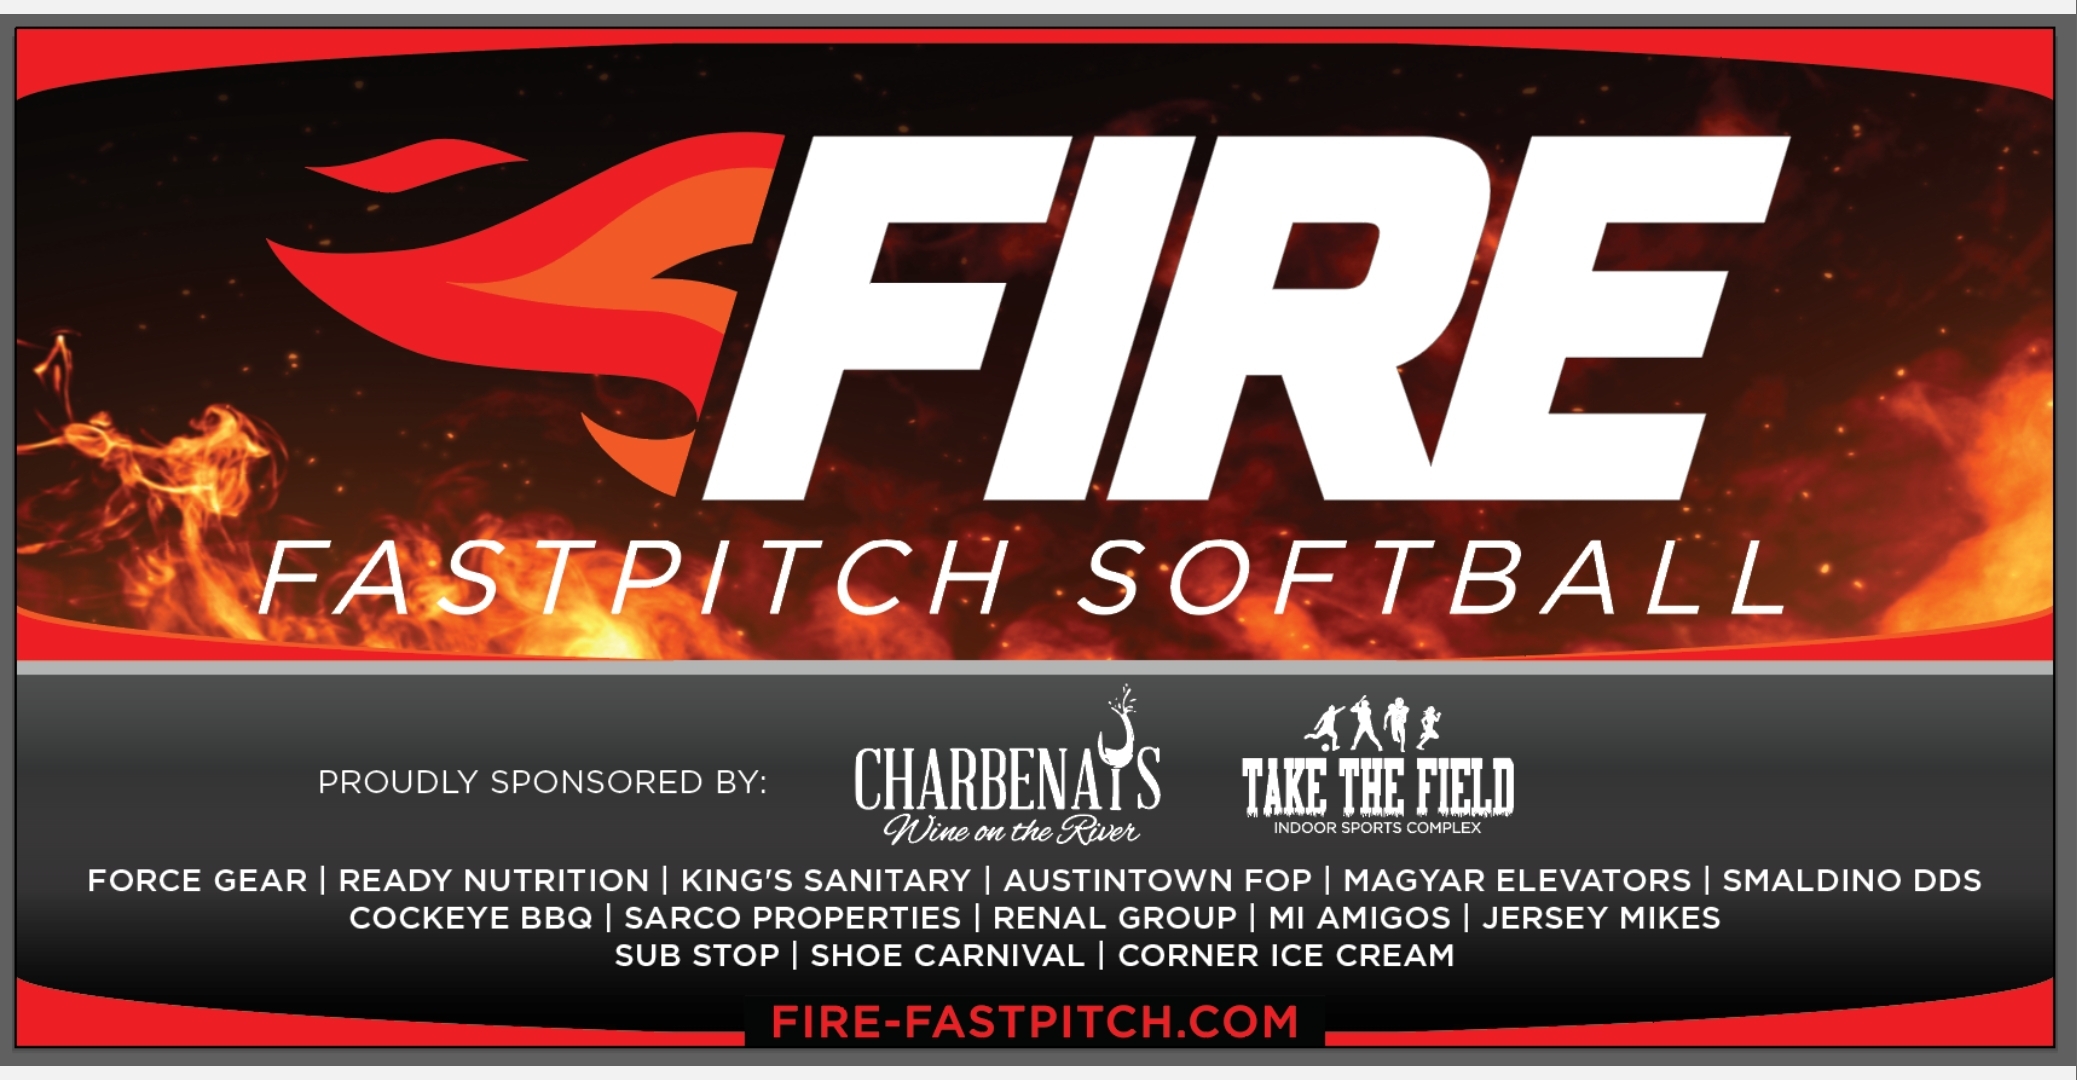 FIRE
FASTPITCH SOFTBALL
PROUDLY SPONSORED BY:
CHARBENAY'S
Wine on the River
TAKE THE FIELD
INDOOR SPORTS COMPLEX
FORCE GEAR | READY NUTRITION | KING'S SANITARY | AUSTINTOWN FOP | MAGYAR ELEVATORS | SMALDINO DDS
COCKEYE BBQ | SARCO PROPERTIES | RENAL GROUP | MI AMIGOS | JERSEY MIKES
SUB STOP | SHOE CARNIVAL | CORNER ICE CREAM
FIRE-FASTPITCH.COM